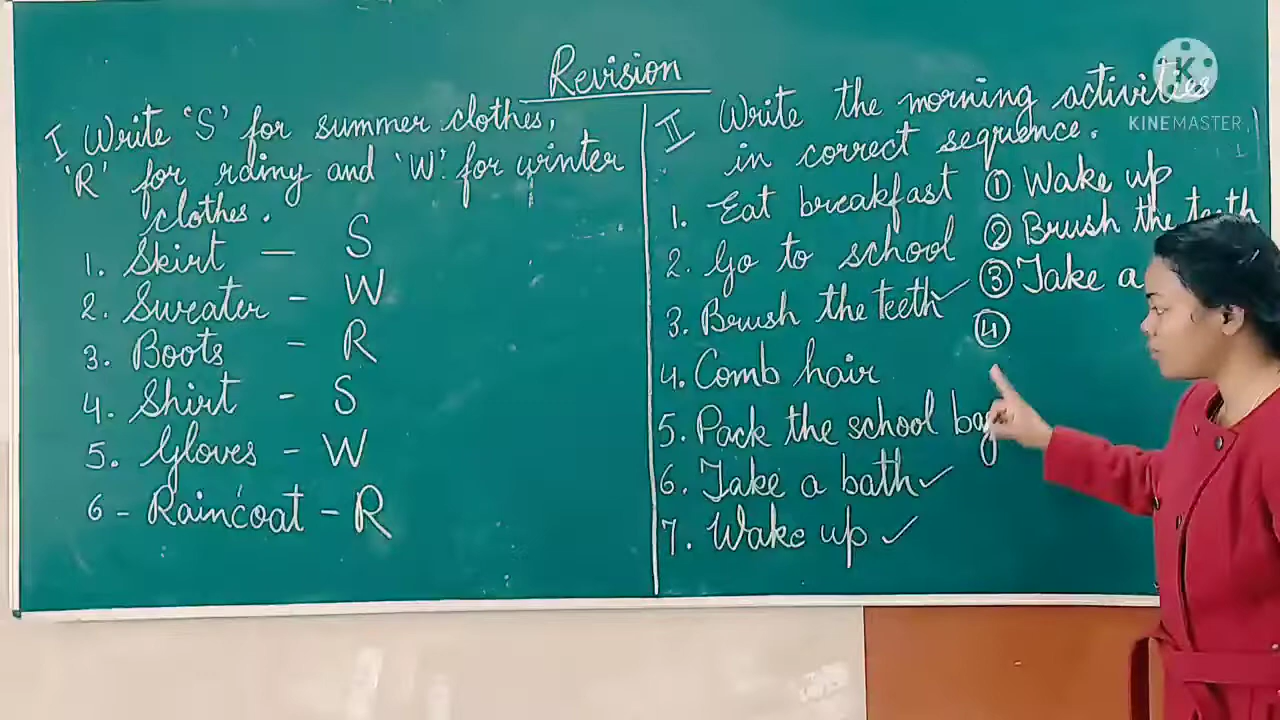 Revision
I Write 'S' for summer clothes,
'R' for rainy and 'W' for winter
clothes.
1. Skirt — S
2. Sweater - W
3. Boots - R
4. Shirt - S
5. Gloves - W
6 - Raincoat - R
II Write the morning activities
in correct sequence.
1. Eat breakfast
2. Go to school
3. Brush the teeth ✓
4. Comb hair
5. Pack the school bag
6. Take a bath ✓
7. Wake up ✓
① Wake up
② Brush the teeth
③ Take a
④
K
KINEMASTER